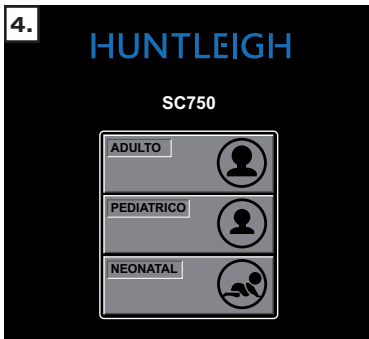 4.
HUNTLEIGH
SC750
ADULTO
PEDIATRICO
NEONATAL